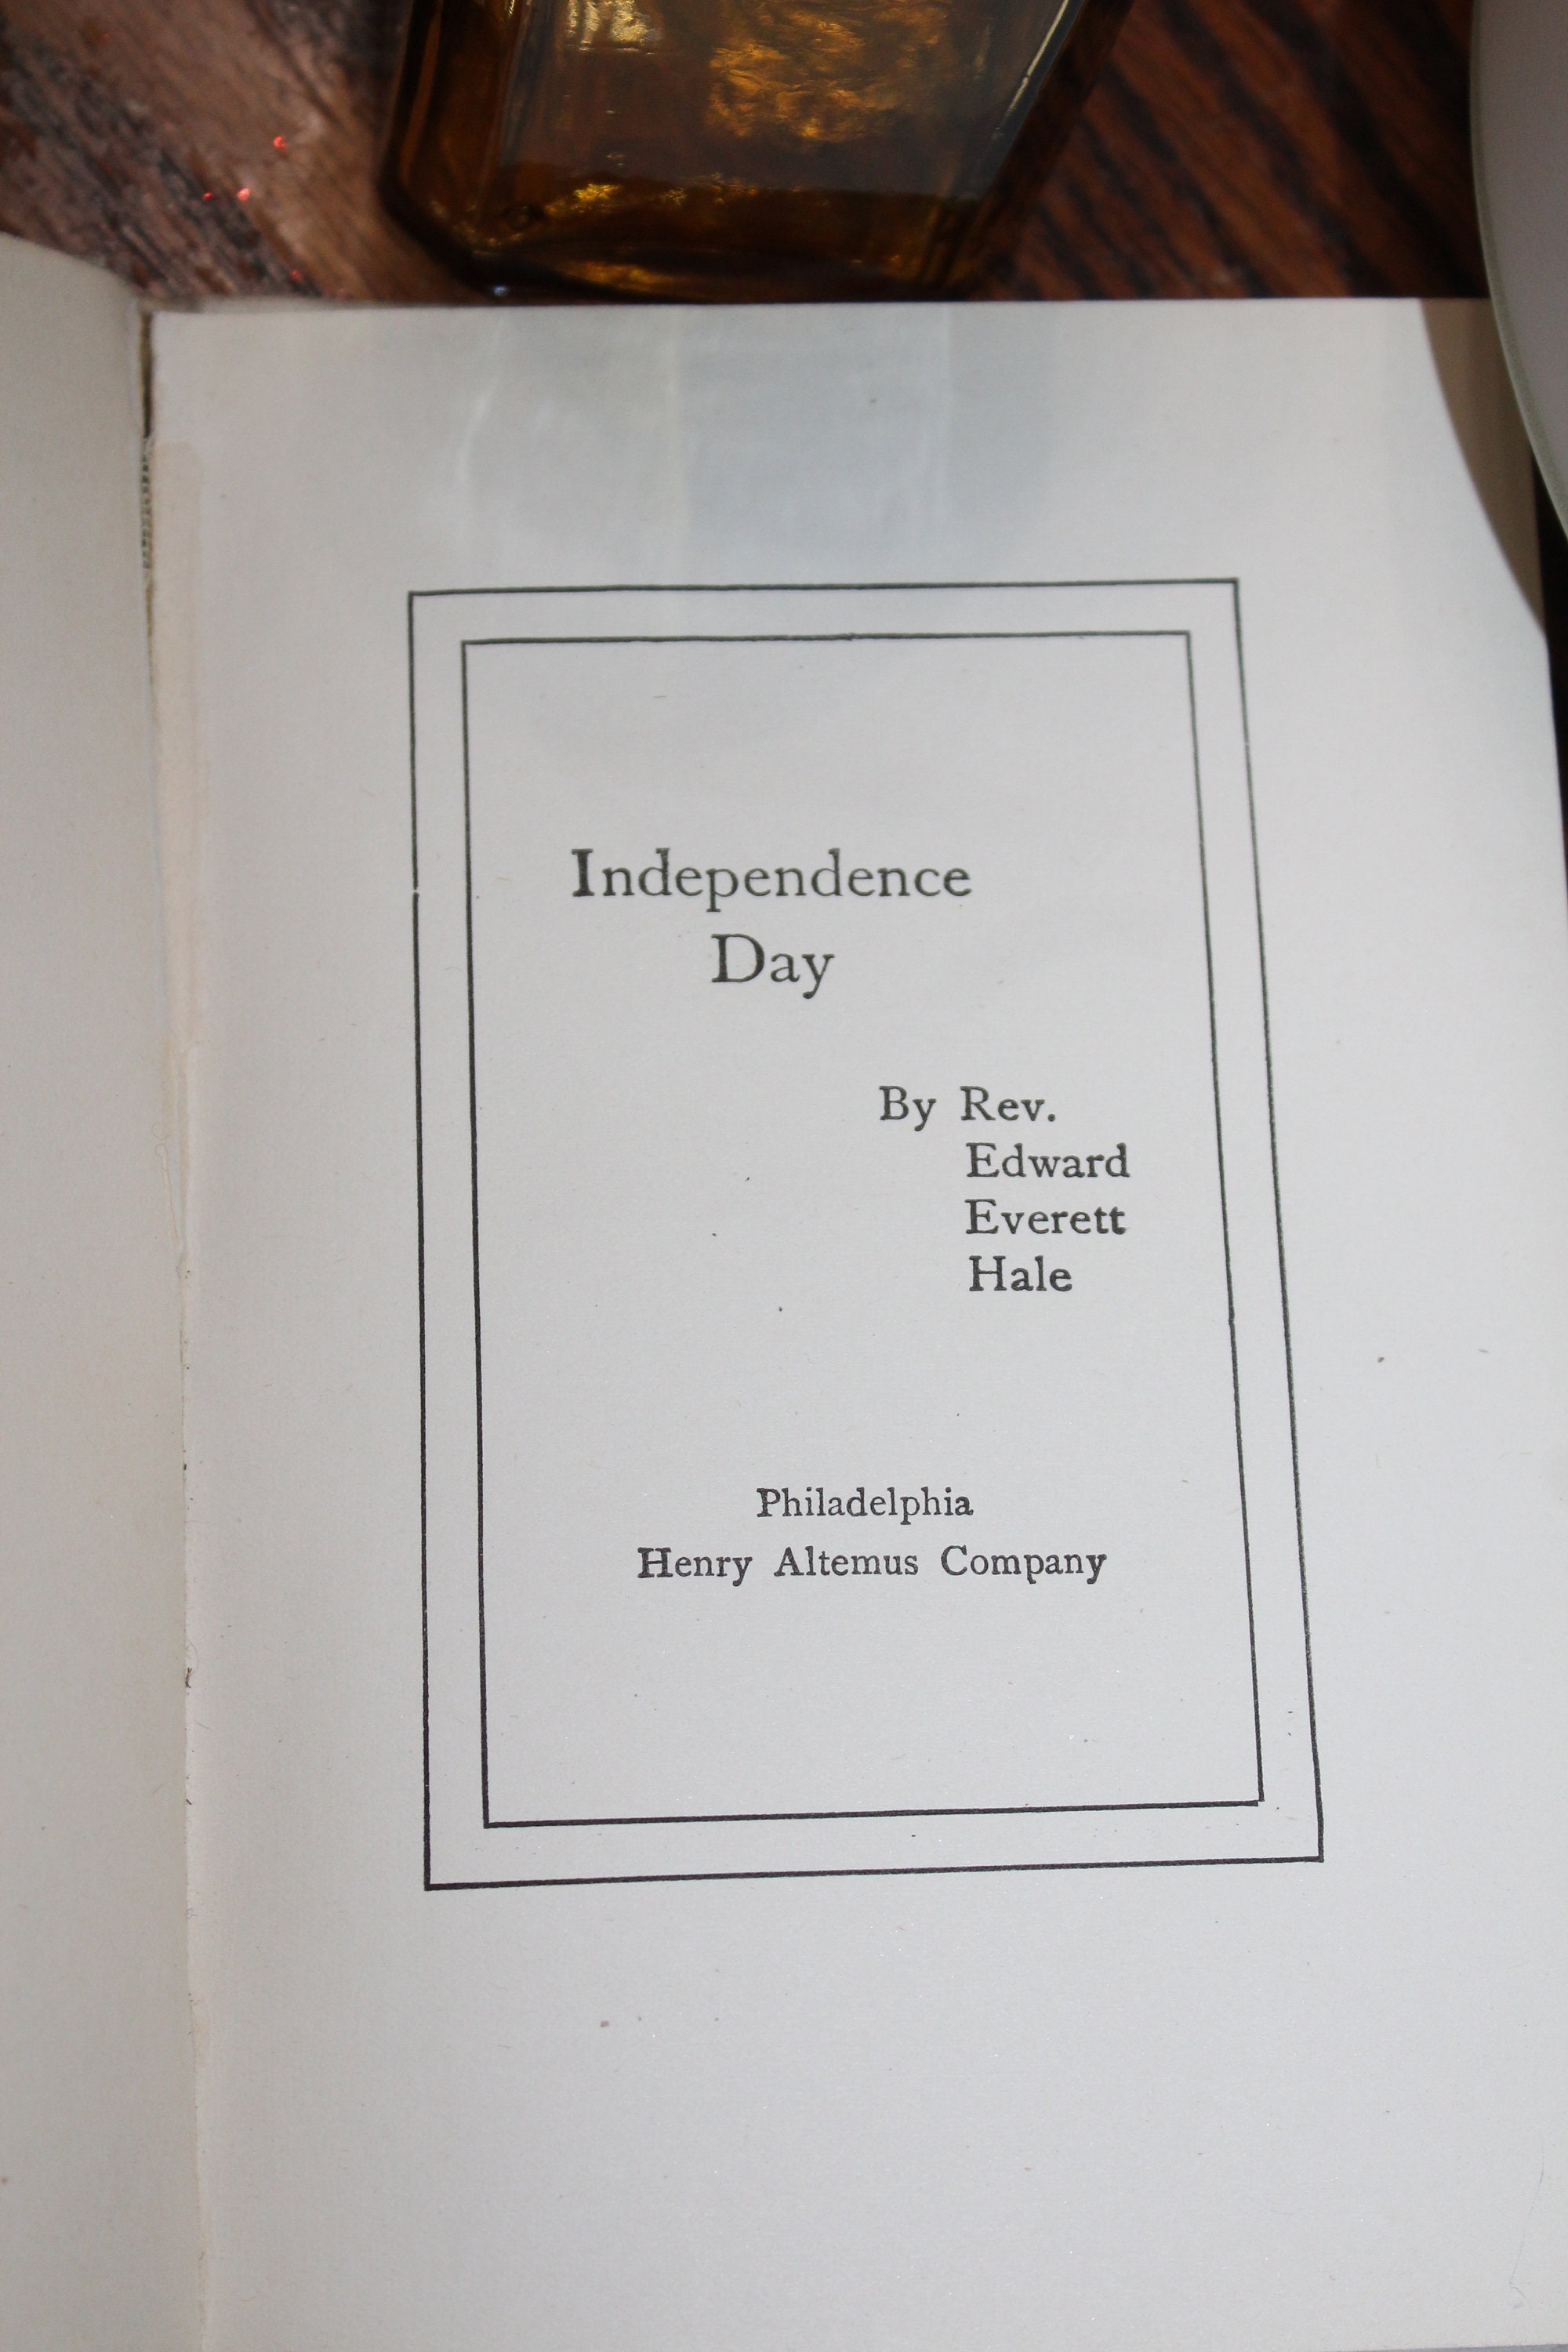 Independence
Day
By Rev.
Edward
Everett
Hale
Philadelphia
Henry Altemus Company